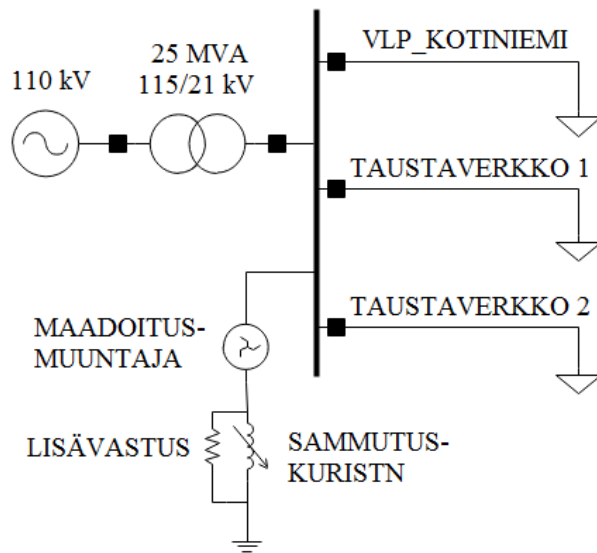 110 kV
25 MVA
115/21 kV
VLP_KOTINIEMI
TAUSTAVERKKO 1
TAUSTAVERKKO 2
MAADOITUS-
MUUNTAJA
LISÄVASTUS
SAMMUTUS-
KURISTN